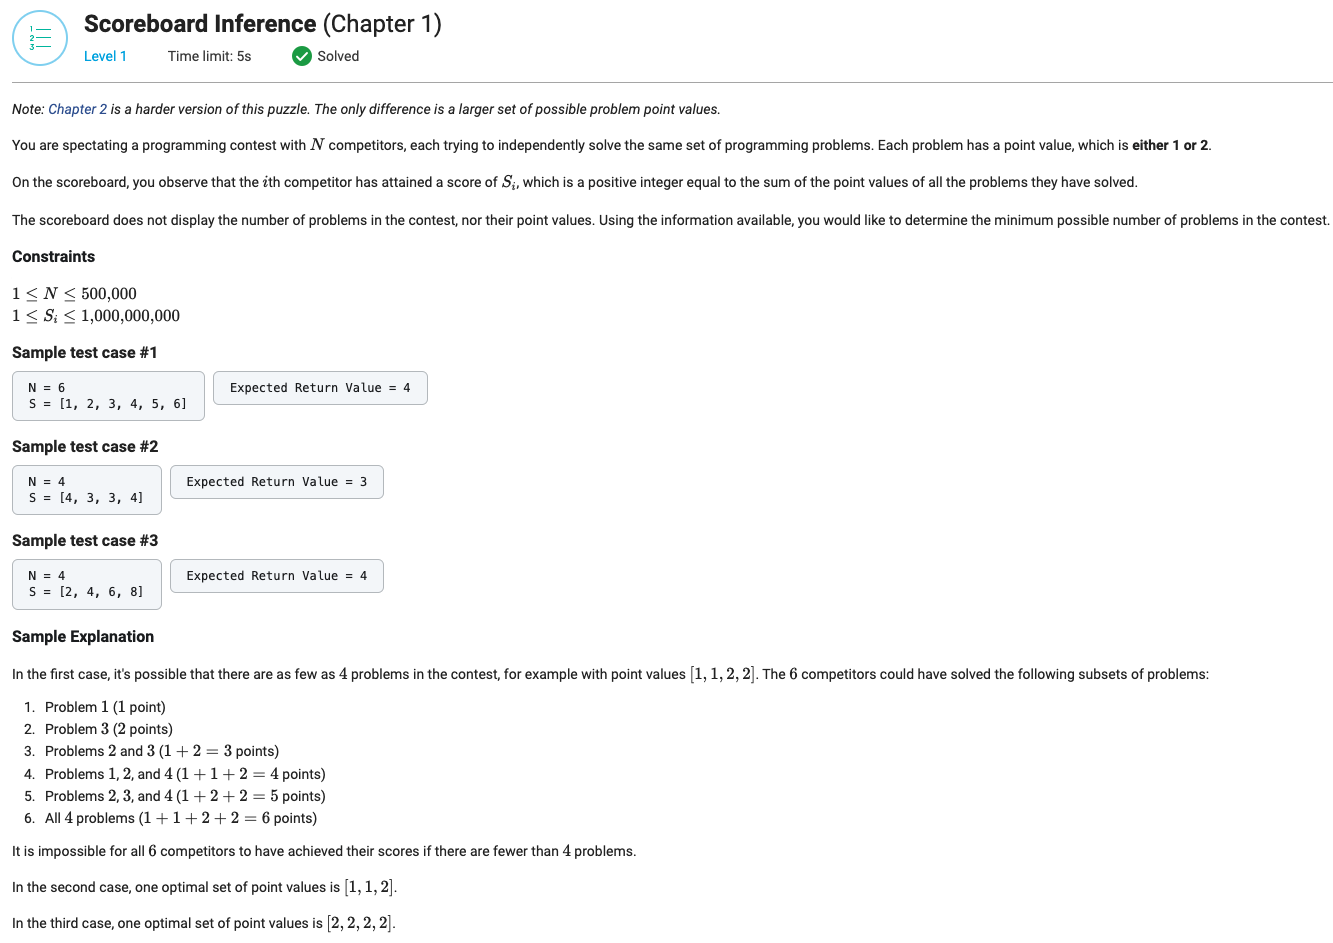 1
2
3
Scoreboard Inference (Chapter 1)
Level 1 Time limit: 5s Solved
Note: Chapter 2 is a harder version of this puzzle. The only difference is a larger set of possible problem point values.
You are spectating a programming contest with N competitors, each trying to independently solve the same set of programming problems. Each problem has a point value, which is either 1 or 2.
On the scoreboard, you observe that the ith competitor has attained a score of S_i, which is a positive integer equal to the sum of the point values of all the problems they have solved.
The scoreboard does not display the number of problems in the contest, nor their point values. Using the information available, you would like to determine the minimum possible number of problems in the contest.
Constraints
1 ≤ N ≤ 500,000
1 ≤ S_i ≤ 1,000,000,000
Sample test case #1
N = 6
S = [1, 2, 3, 4, 5, 6]
Expected Return Value = 4
Sample test case #2
N = 4
S = [4, 3, 3, 4]
Expected Return Value = 3
Sample test case #3
N = 4
S = [2, 4, 6, 8]
Expected Return Value = 4
Sample Explanation
In the first case, it's possible that there are as few as 4 problems in the contest, for example with point values [1, 1, 2, 2]. The 6 competitors could have solved the following subsets of problems:
1. Problem 1 (1 point)
2. Problem 3 (2 points)
3. Problems 2 and 3 (1 + 2 = 3 points)
4. Problems 1, 2, and 4 (1 + 1 + 2 = 4 points)
5. Problems 2, 3, and 4 (1 + 2 + 2 = 5 points)
6. All 4 problems (1 + 1 + 2 + 2 = 6 points)
It is impossible for all 6 competitors to have achieved their scores if there are fewer than 4 problems.
In the second case, one optimal set of point values is [1, 1, 2].
In the third case, one optimal set of point values is [2, 2, 2, 2].